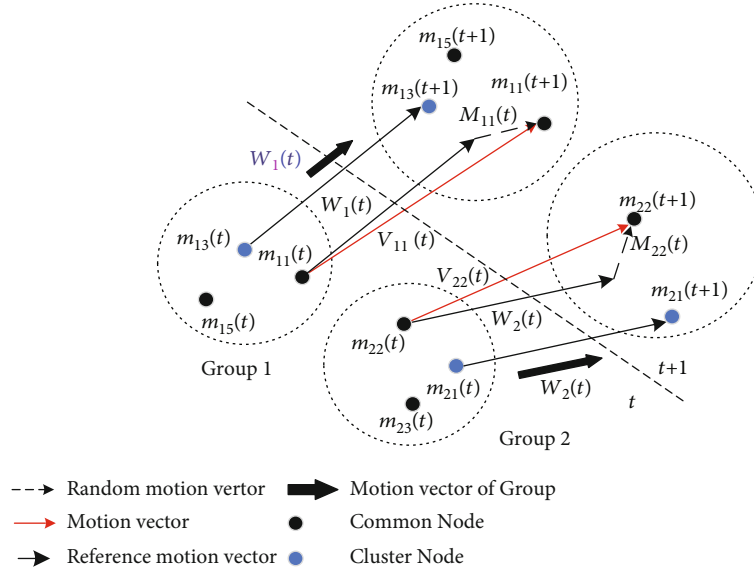 m₁₅(t+1)
m₁₃(t+1)
m₁₁(t+1)
M₁₁(t)
W₁(t)
W₁(t)
m₁₃(t)
m₁₁(t)
V₁₁ (t)
m₂₂(t+1)
M₂₂(t)
V₂₂(t)
m₁₅(t)
W₂(t)
m₂₁(t+1)
m₂₂(t)
Group 1
m₂₁(t)
W₂(t)
t+1
t
m₂₃(t)
Group 2
Random motion vertor
Motion vector of Group
Motion vector
Common Node
Reference motion vector
Cluster Node